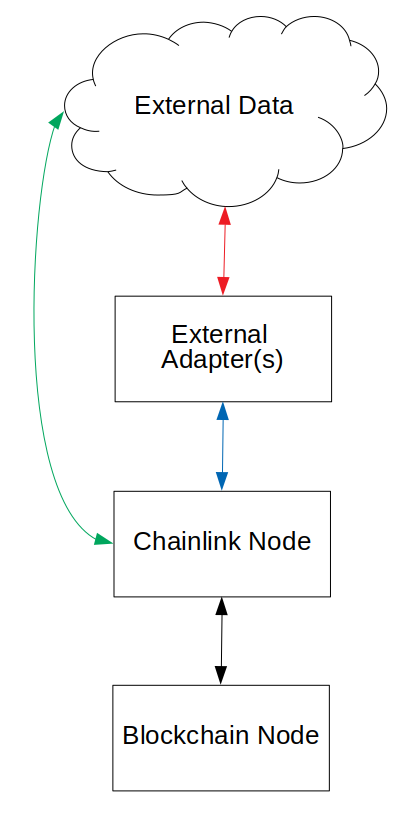 External Data
External
Adapter(s)
Chainlink Node
Blockchain Node